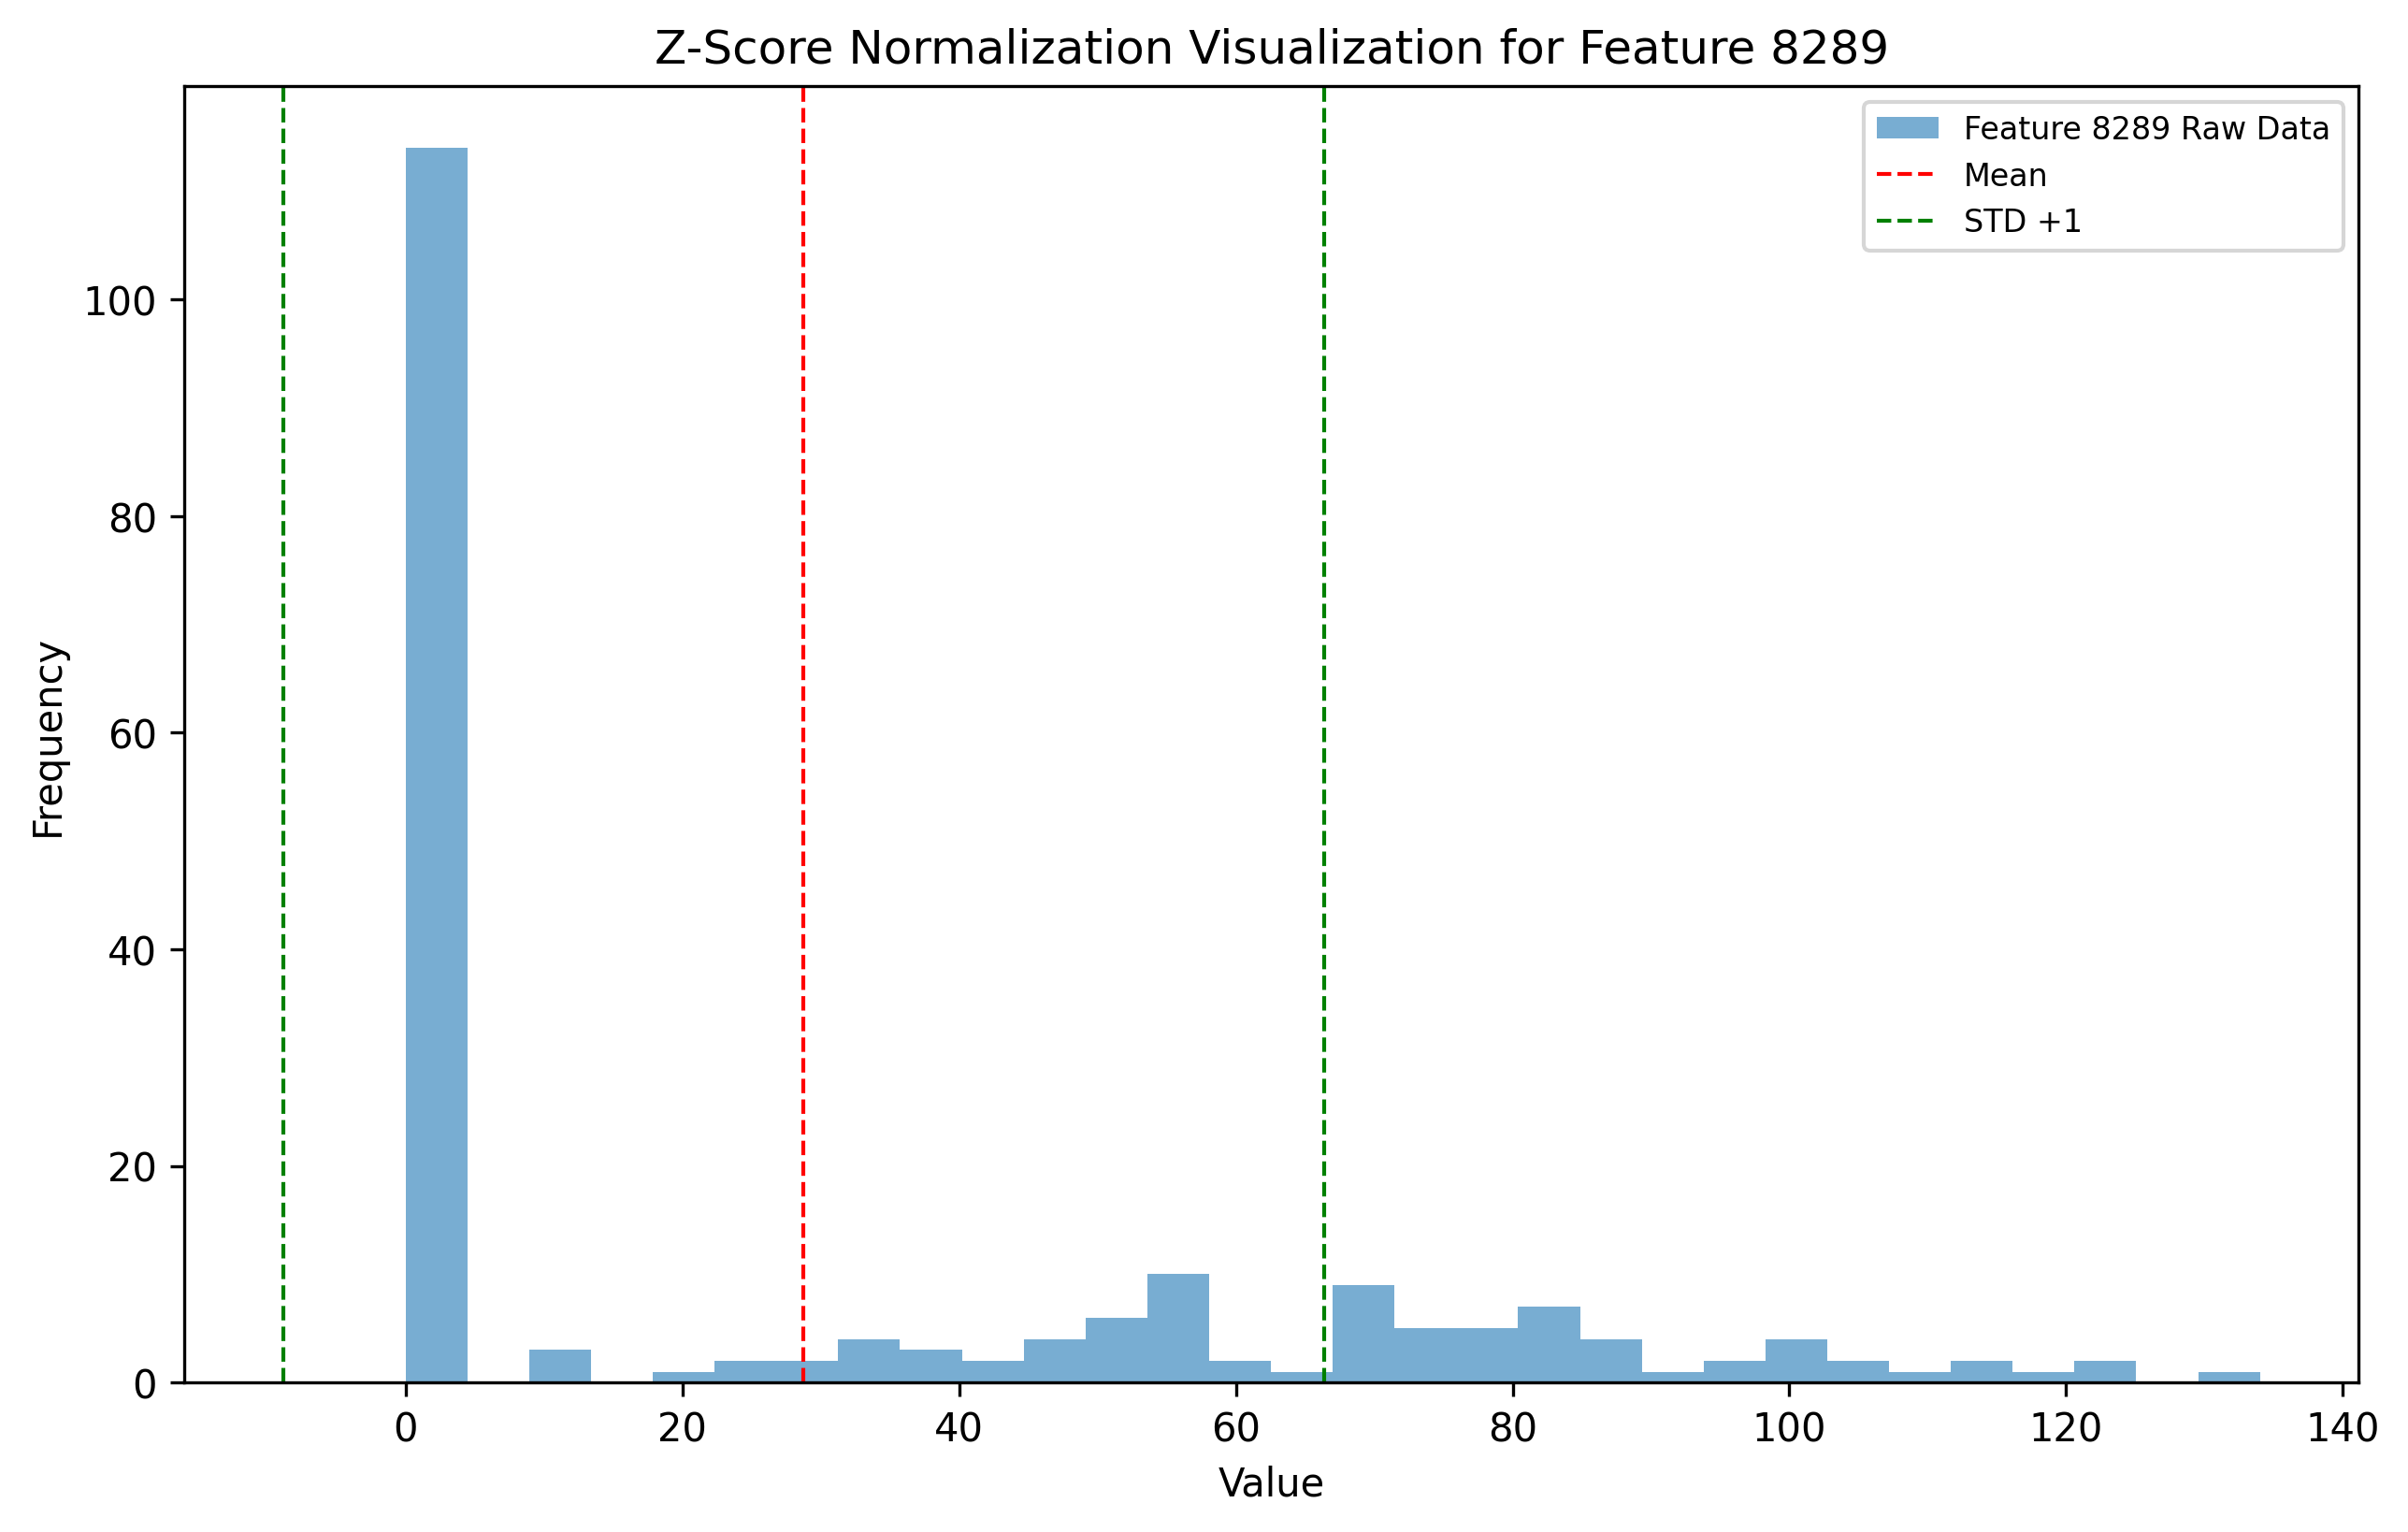 Z-Score Normalization Visualization for Feature 8289
Feature 8289 Raw Data
Mean
STD +1
100
80
60
40
20
0
Frequency
0 20 40 60 80 100 120 140
Value